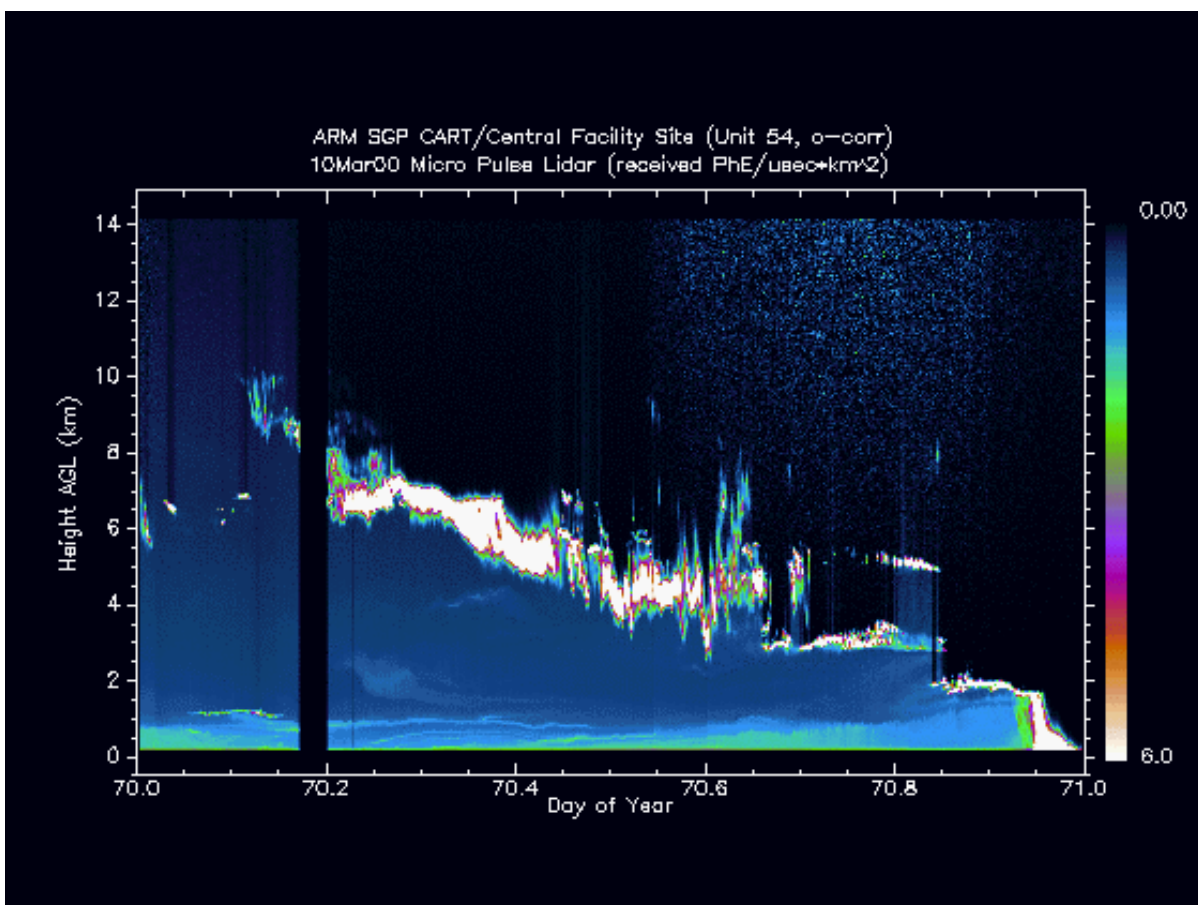 ARM SGP CART/Central Facility Site (Unit 54, o-corr)
10Mar00 Micro Pulse Lidar (received PhE/usec*km^2)
0.00
14
12
10
8
6
4
2
0
Height AGL (km)
6.0
70.0 70.2 70.4 70.6 70.8 71.0
Day of Year